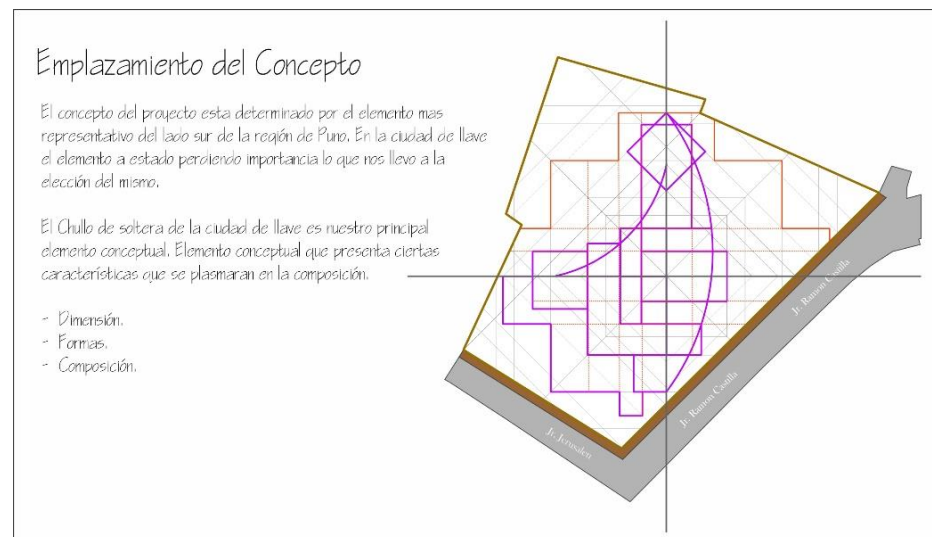 Emplazamiento del Concepto
El concepto del proyecto esta determinado por el elemento mas
representativo del lado sur de la región de Puno. En la ciudad de Ilave
el elemento a estado perdiendo importancia lo que nos llevo a la
elección del mismo.
El Chullo de soltera de la ciudad de Ilave es nuestro principal
elemento conceptual. Elemento conceptual que presenta ciertas
características que se plasmaran en la composición.
- Dimensión.
- Formas.
- Composición.
Jr. Ramon Castilla
Jr. Ramon Castilla
Jr. Jerusalen